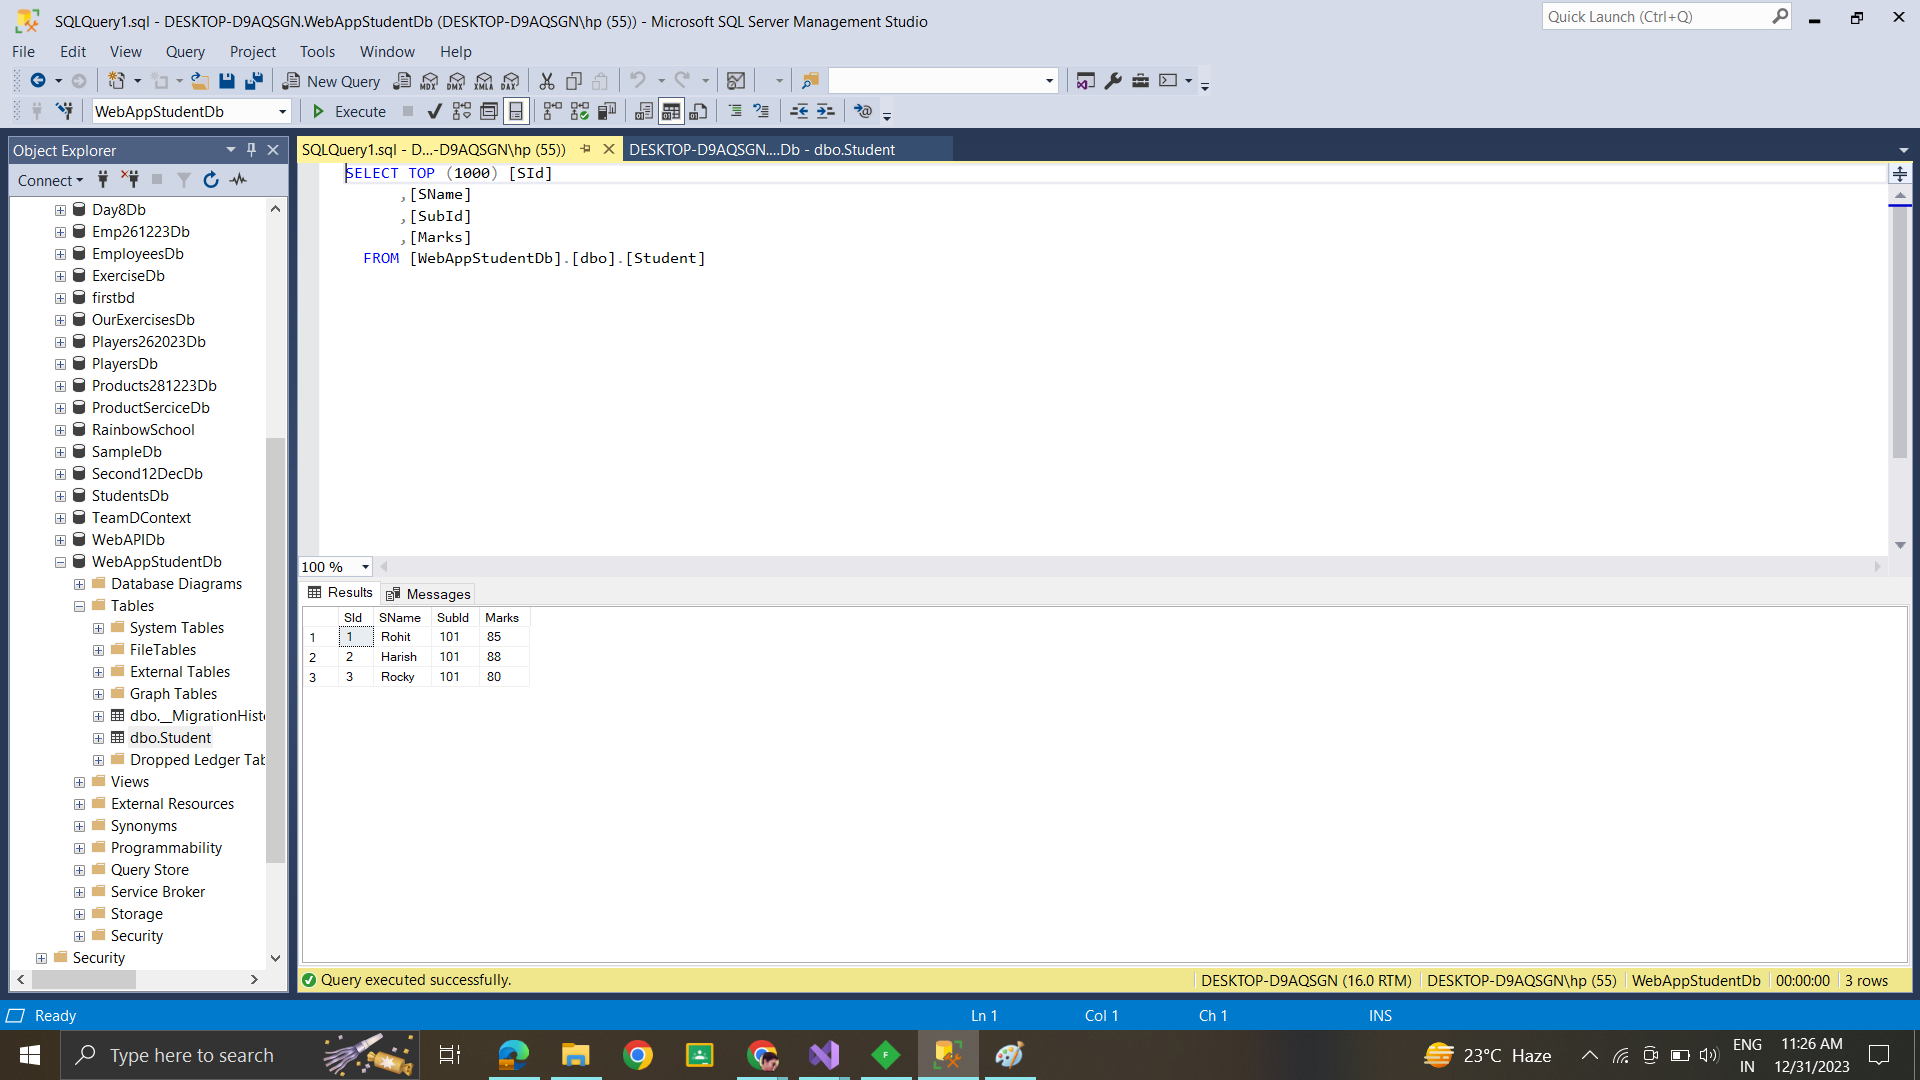 SQLQuery1.sql - DESKTOP-D9AQSGN.WebAppStudentDb (DESKTOP-D9AQSGN\hp (55)) - Microsoft SQL Server Management Studio
Quick Launch (Ctrl+Q)
File Edit View Query Project Tools Window Help
New Query MDX DMX XMLA DAX
WebAppStudentDb Execute
Object Explorer
Connect
Day8Db
Emp261223Db
EmployeesDb
ExerciseDb
firstbd
OurExercisesDb
Players262023Db
PlayersDb
Products281223Db
ProductSerciceDb
RainbowSchool
SampleDb
Second12DecDb
StudentsDb
TeamDContext
WebAPIDb
WebAppStudentDb
Database Diagrams
Tables
System Tables
FileTables
External Tables
Graph Tables
dbo.__MigrationHist
dbo.Student
Dropped Ledger Tab
Views
External Resources
Synonyms
Programmability
Query Store
Service Broker
Storage
Security
Security
SQLQuery1.sql - D...-D9AQSGN\hp (55)) DESKTOP-D9AQSGN....Db - dbo.Student
SELECT TOP (1000) [SId]
,[SName]
,[SubId]
,[Marks]
FROM [WebAppStudentDb].[dbo].[Student]
100 %
Results Messages
SId SName SubId Marks
1 1 Rohit 101 85
2 2 Harish 101 88
3 3 Rocky 101 80
Query executed successfully. DESKTOP-D9AQSGN (16.0 RTM) DESKTOP-D9AQSGN\hp (55) WebAppStudentDb 00:00:00 3 rows
Ready Ln 1 Col 1 Ch 1 INS
Type here to search
23°C Haze
ENG
IN
11:26 AM
12/31/2023